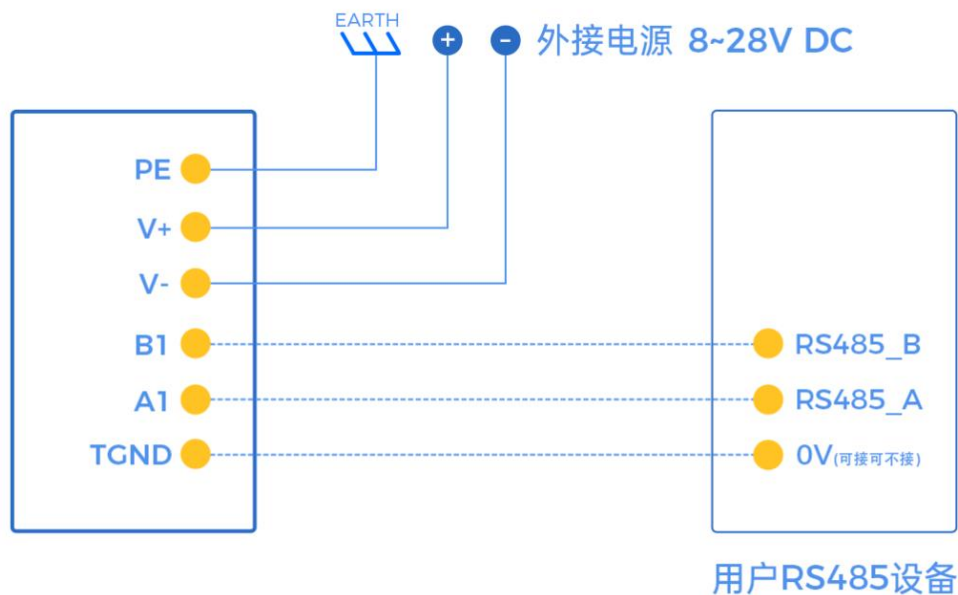 EARTH
+ - 外接电源 8~28V DC
PE
V+
V-
B1 RS485_B
A1 RS485_A
TGND 0V(可接可不接)
用户RS485设备